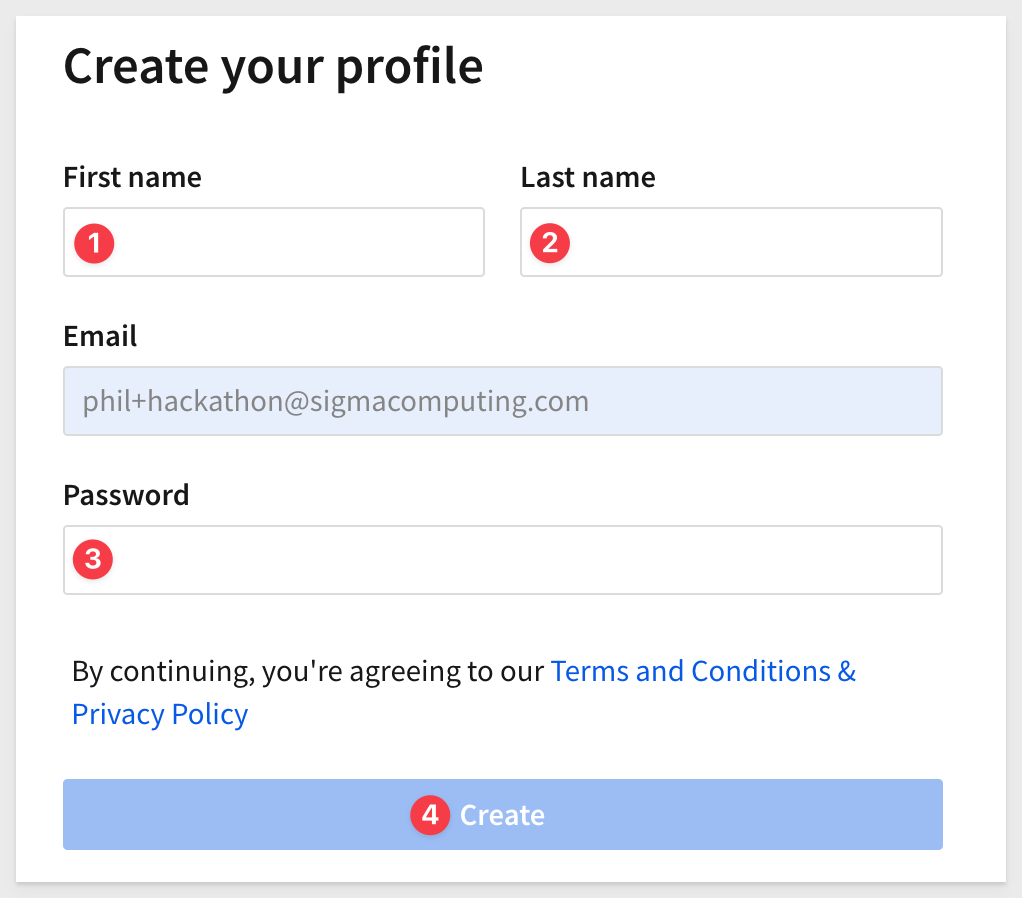 Create your profile
First name
Last name
1
2
Email
phil+hackathon@sigmacomputing.com
Password
3
By continuing, you're agreeing to our Terms and Conditions &
Privacy Policy
4 Create